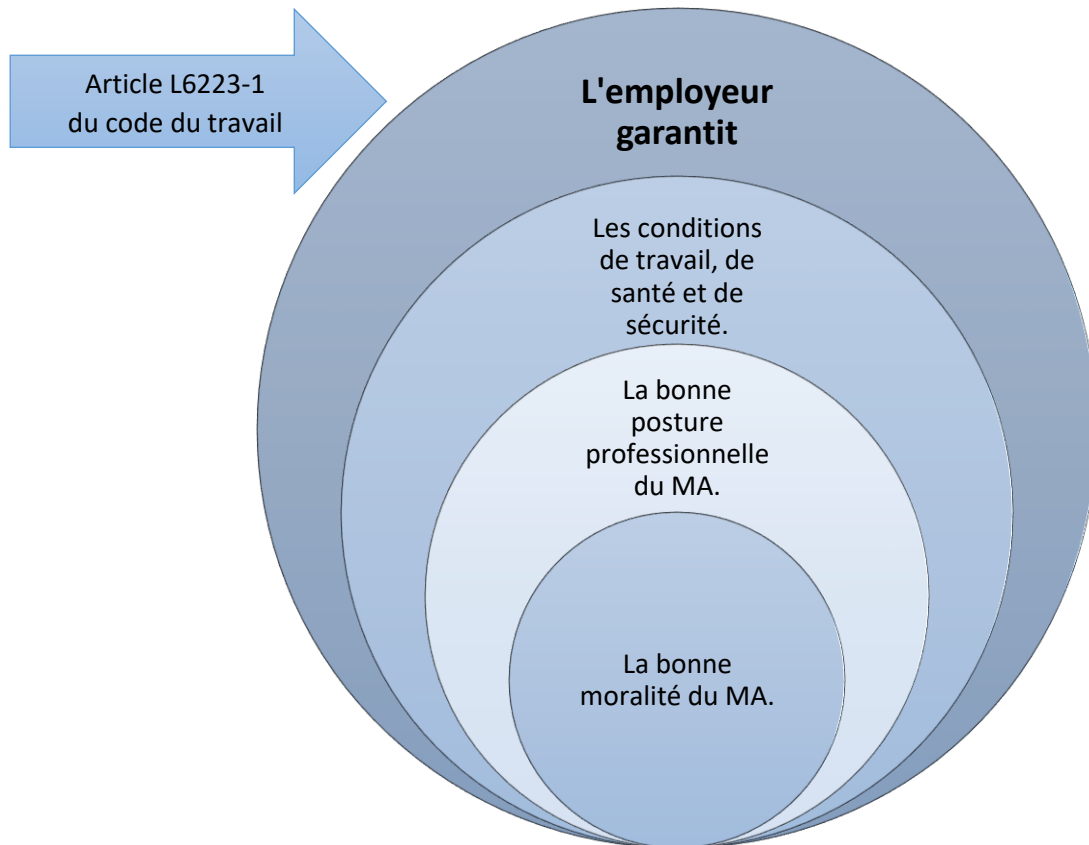 Article L6223-1
du code du travail
L'employeur
garantit
Les conditions
de travail, de
santé et de
sécurité.
La bonne
posture
professionnelle
du MA.
La bonne
moralité du MA.